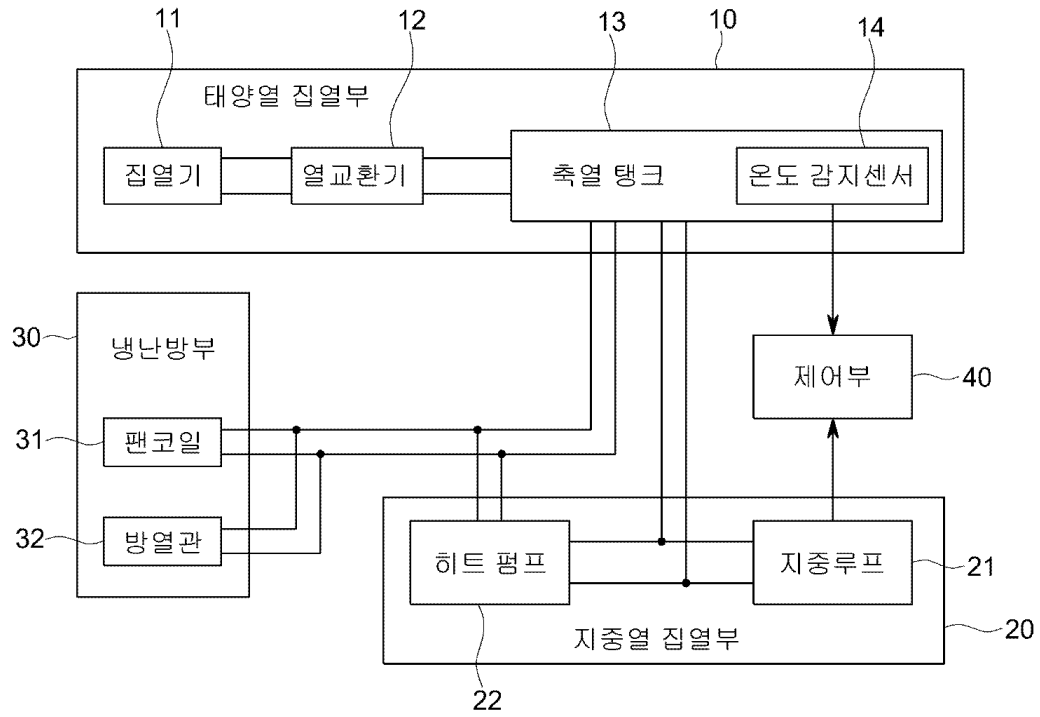 11
12
13
10
14
태양열 집열부
집열기
열교환기
축열 탱크
온도 감지센서
30
냉난방부
제어부
40
31
팬코일
32
방열관
히트 펌프
지중루프
21
지중열 집열부
20
22